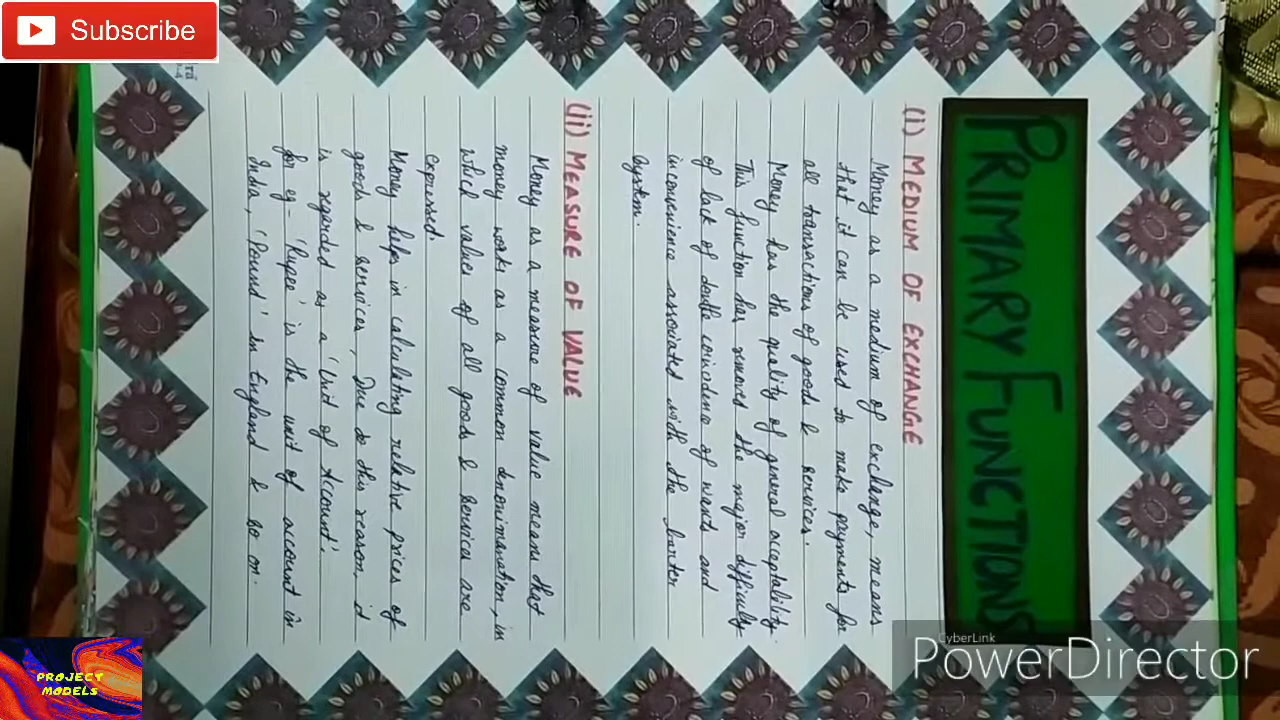 Subscribe
PRIMARY FUNCTIONS
(i) MEDIUM OF EXCHANGE
Money as a medium of exchange, means
that it can be used to make payments for
all transactions of goods & services.
Money has the quality of general acceptability.
This function has removed the major difficulty
of lack of double coincidence of wants and
inconvenience associated with the barter
system.
(ii) MEASURE OF VALUE
Money as a measure of value means that
money works as a common denomination, in
which values of all goods & services are
expressed.
Money helps in calculating relative prices of
goods & services. Due to this reason, it
is regarded as a 'Unit of Account'.
for eg- 'Rupee' is the unit of account in
India, 'Pound' in England & so on.
PROJECT
MODELS
CyberLink
PowerDirector